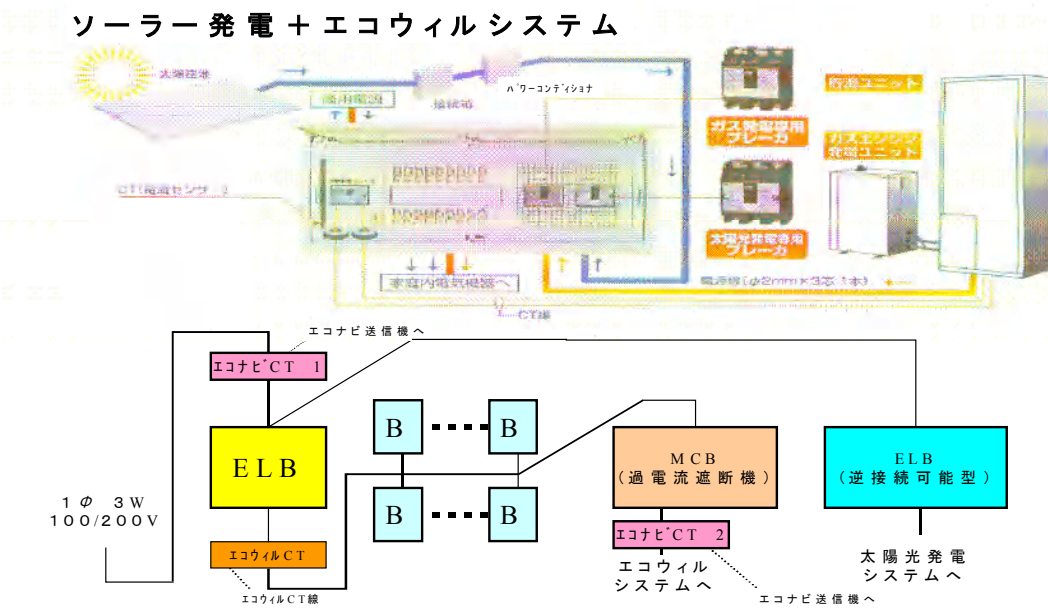 ソーラー発電＋エコウィルシステム
太陽電池
パワーコンディショナ
商用電源
接続箱
ガス発電専用
ブレーカ
貯湯ユニット
ガスエンジン
発電ユニット
CT(電流センサ
太陽光発電専用
ブレーカ
家庭内電気機器へ
電源線(φ2mm×3芯 1本)
CT線
エコナビ送信機へ
エコナビCT 1
ELB
B
B
B
B
MCB
(過電流遮断機)
ELB
(逆接続可能型)
1Φ 3W
100/200V
エコウィルCT
エコウィルCT線
エコナビCT 2
エコウィル
システムへ
エコナビ送信機へ
太陽光発電
システムへ